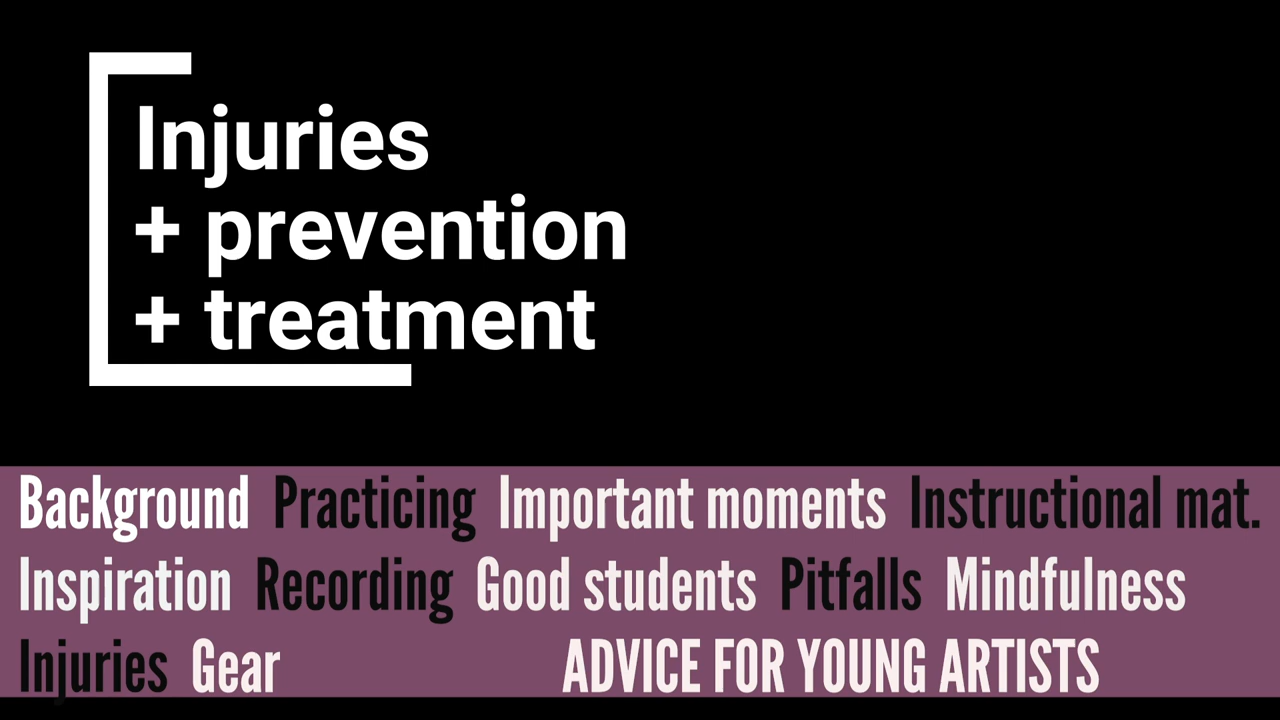 Injuries
+ prevention
+ treatment
Background Practicing Important moments Instructional mat.
Inspiration Recording Good students Pitfalls Mindfulness
Injuries Gear ADVICE FOR YOUNG ARTISTS